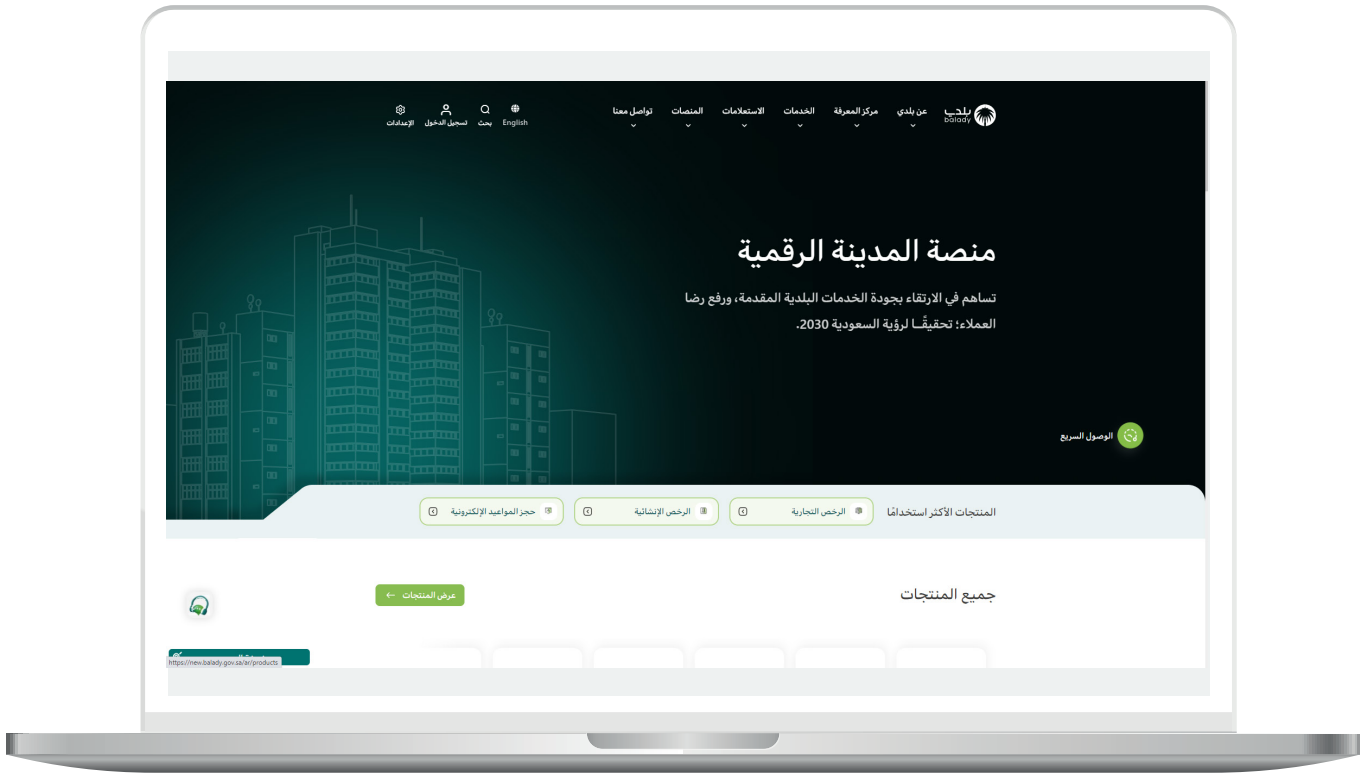 بلدي
balady
عن بلدي
مركز المعرفة
الخدمات
الاستعلامات
المنصات
تواصل معنا
English
بحث
تسجيل الدخول
الإعدادات
منصة المدينة الرقمية
تساهم في الارتقاء بجودة الخدمات البلدية المقدمة، ورفع رضا
العملاء؛ تحقيقًـا لرؤية السعودية 2030.
الوصول السريع
المنتجات الأكثر استخدامًا
الرخص التجارية
الرخص الإنشائية
حجز المواعيد الإلكترونية
جميع المنتجات
عرض المنتجات
https://new.balady.gov.sa/ar/products